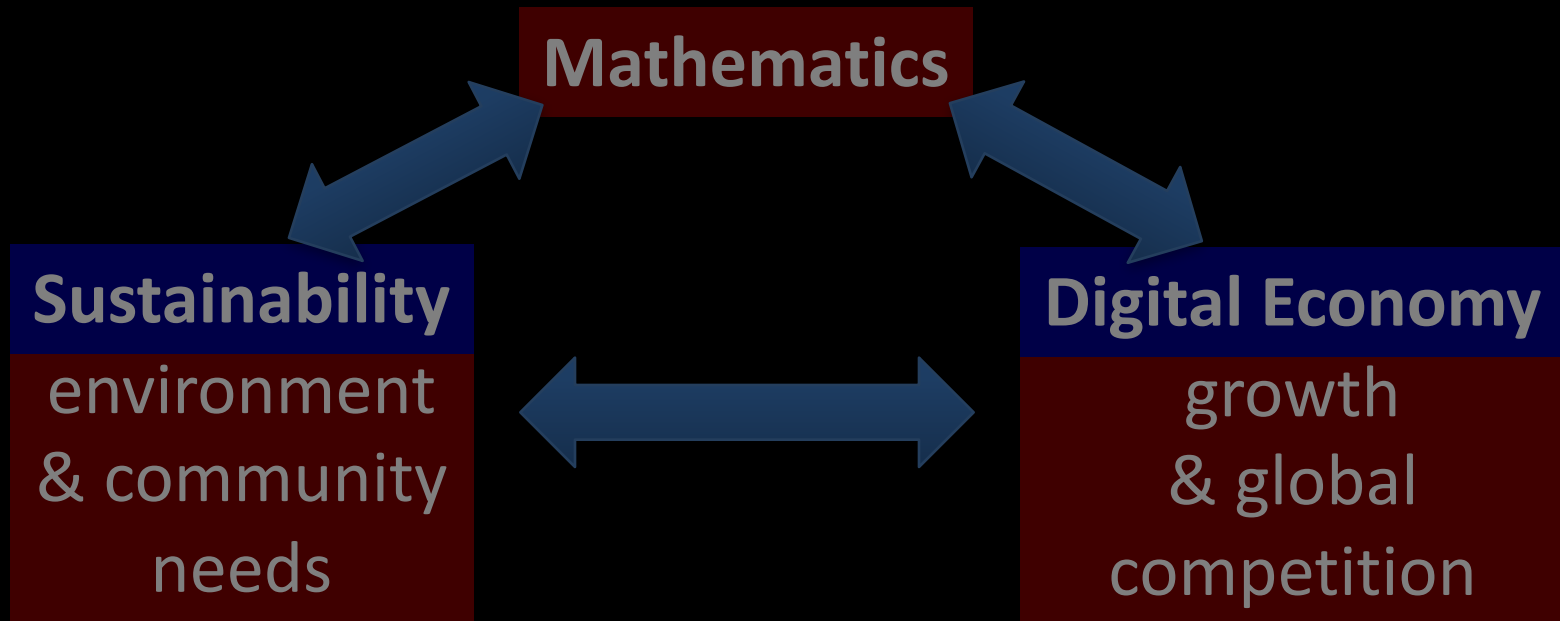 Mathematics
Sustainability
environment
& community
needs
Digital Economy
growth
& global
competition